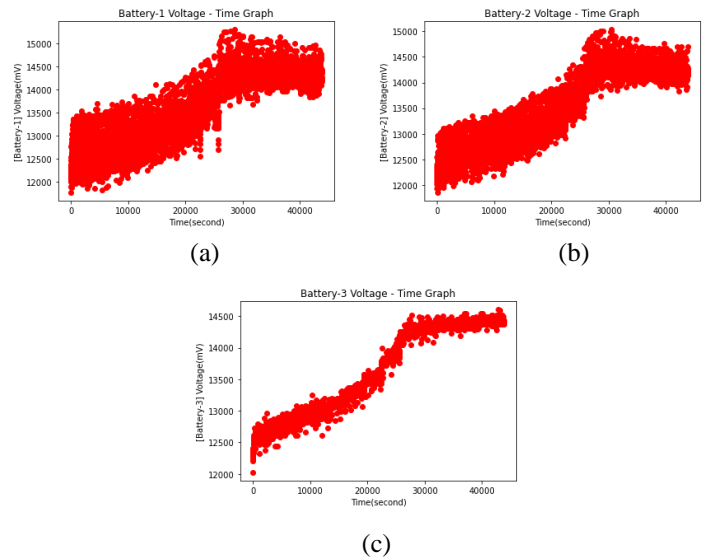 Battery-1 Voltage - Time Graph
[Battery-1] Voltage(mV)
15000
14500
14000
13500
13000
12500
12000
0 10000 20000 30000 40000
Time(second)
(a)
Battery-2 Voltage - Time Graph
[Battery-2] Voltage(mV)
15000
14500
14000
13500
13000
12500
12000
0 10000 20000 30000 40000
Time(second)
(b)
Battery-3 Voltage - Time Graph
[Battery-3] Voltage(mV)
14500
14000
13500
13000
12500
12000
0 10000 20000 30000 40000
Time(second)
(c)